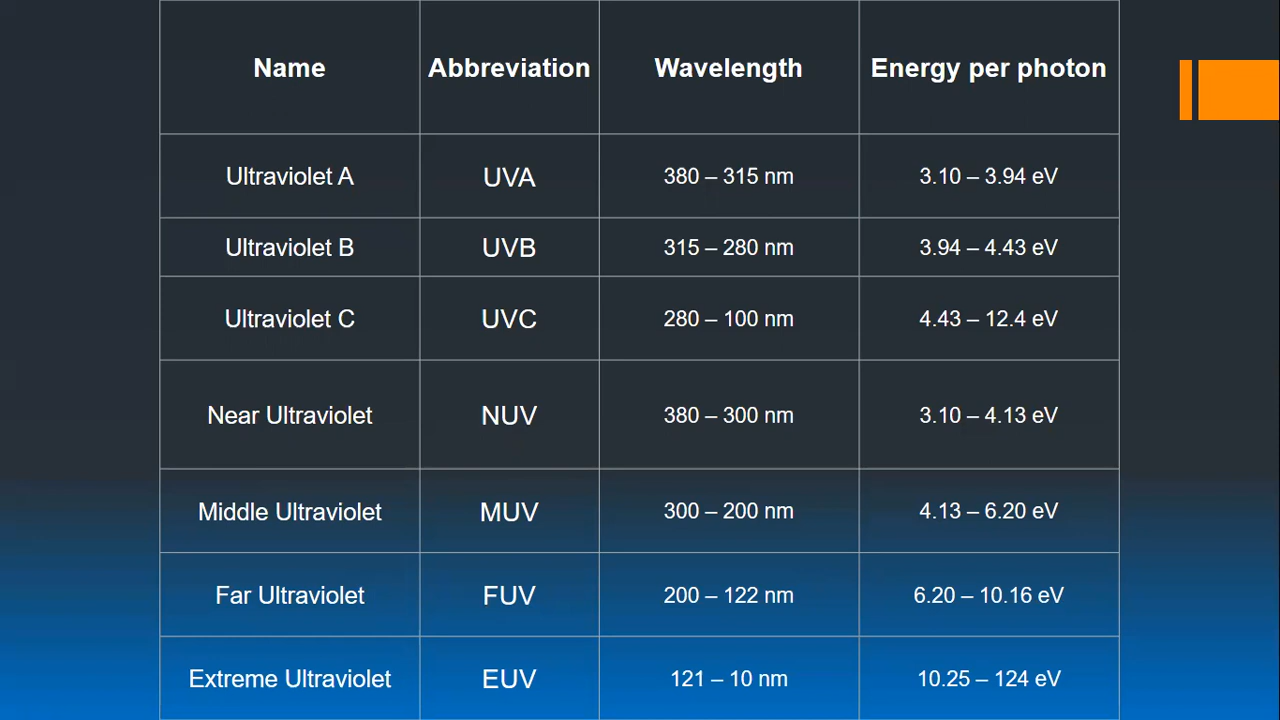 Name Abbreviation Wavelength Energy per photon
Ultraviolet A UVA 380 – 315 nm 3.10 – 3.94 eV
Ultraviolet B UVB 315 – 280 nm 3.94 – 4.43 eV
Ultraviolet C UVC 280 – 100 nm 4.43 – 12.4 eV
Near Ultraviolet NUV 380 – 300 nm 3.10 – 4.13 eV
Middle Ultraviolet MUV 300 – 200 nm 4.13 – 6.20 eV
Far Ultraviolet FUV 200 – 122 nm 6.20 – 10.16 eV
Extreme Ultraviolet EUV 121 – 10 nm 10.25 – 124 eV